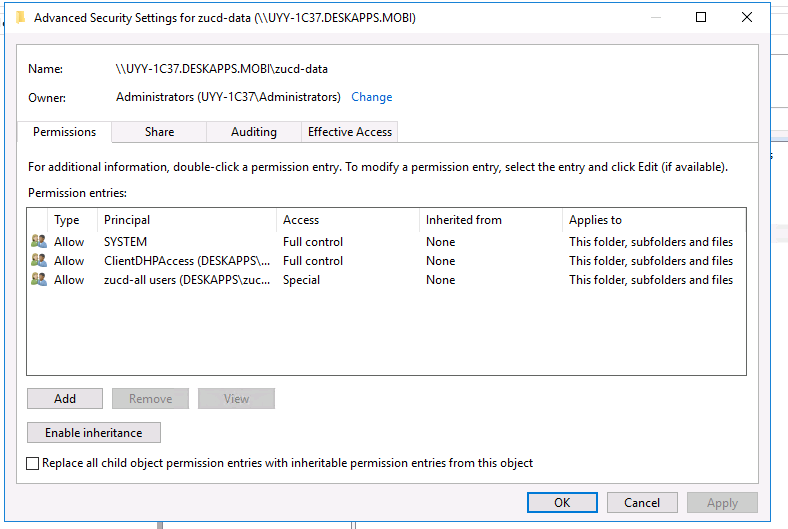 Advanced Security Settings for zucd-data (\\UYY-1C37.DESKAPPS.MOBI)
Name: \\UYY-1C37.DESKAPPS.MOBI\zucd-data
Owner: Administrators (UYY-1C37\Administrators) Change
Permissions Share Auditing Effective Access
For additional information, double-click a permission entry. To modify a permission entry, select the entry and click Edit (if available).
Permission entries:
Type Principal Access Inherited from Applies to
Allow SYSTEM Full control None This folder, subfolders and files
Allow ClientDHPAccess (DESKAPPS\... Full control None This folder, subfolders and files
Allow zucd-all users (DESKAPPS\zuc... Special None This folder, subfolders and files
Add Remove View
Enable inheritance
Replace all child object permission entries with inheritable permission entries from this object
OK Cancel Apply